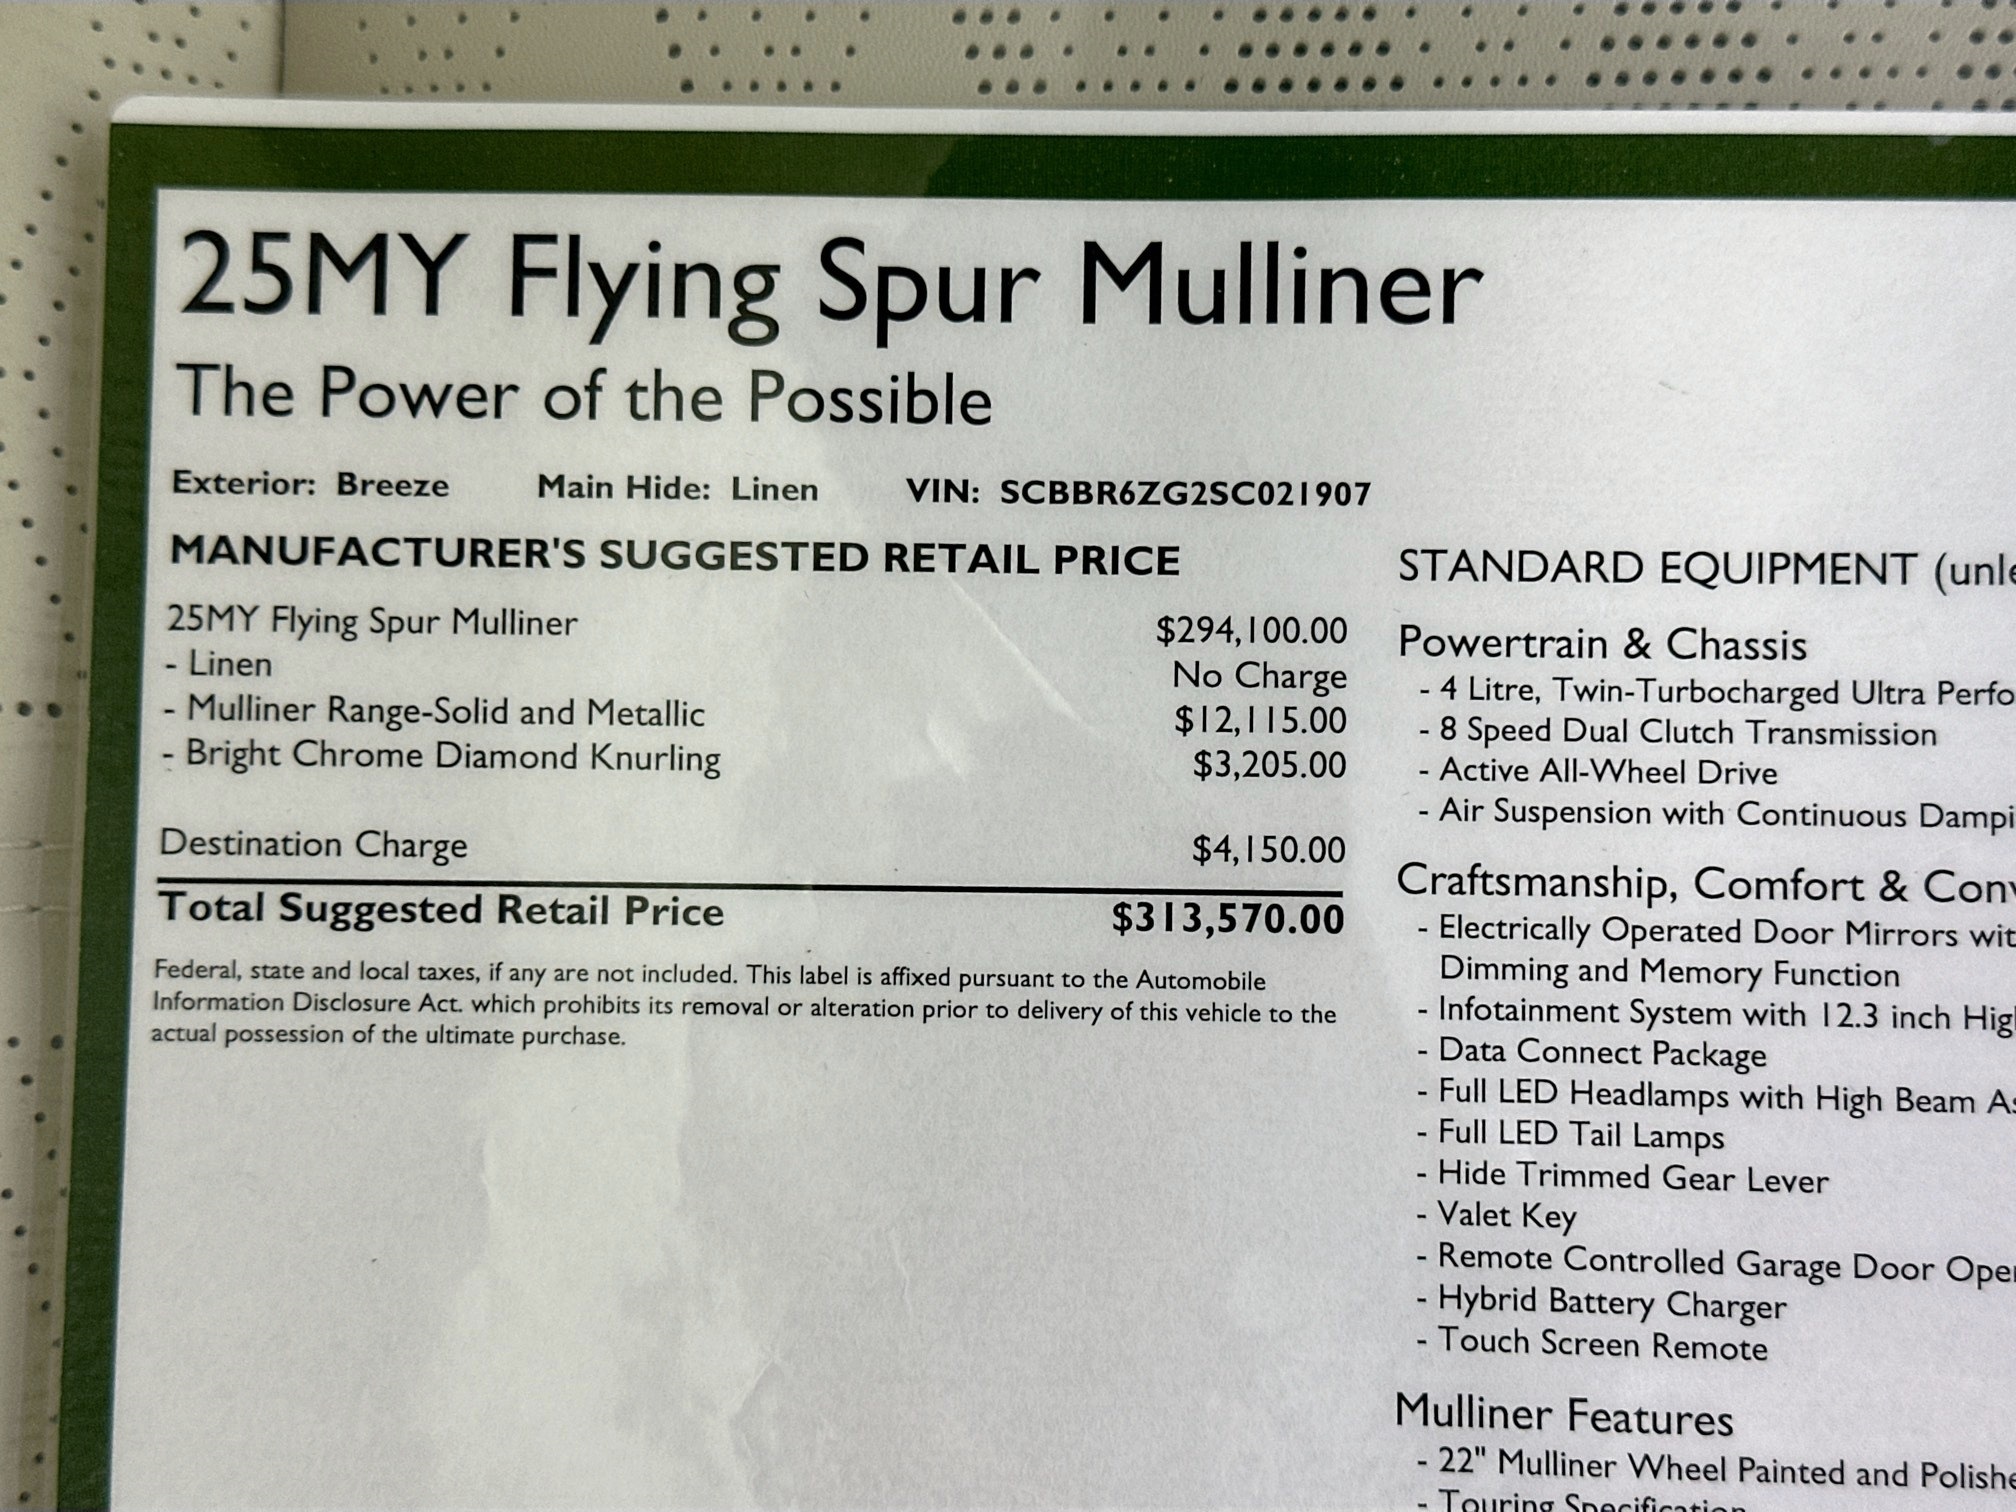 25MY Flying Spur Mulliner
The Power of the Possible
Exterior: Breeze Main Hide: Linen VIN: SCBBR6ZG2SC021907
MANUFACTURER'S SUGGESTED RETAIL PRICE
25MY Flying Spur Mulliner $294,100.00
- Linen No Charge
- Mulliner Range-Solid and Metallic $12,115.00
- Bright Chrome Diamond Knurling $3,205.00
Destination Charge $4,150.00
Total Suggested Retail Price $313,570.00
Federal, state and local taxes, if any are not included. This label is affixed pursuant to the Automobile
Information Disclosure Act. which prohibits its removal or alteration prior to delivery of this vehicle to the
actual possession of the ultimate purchase.
STANDARD EQUIPMENT
Powertrain & Chassis
- 4 Litre, Twin-Turbocharged Ultra
- 8 Speed Dual Clutch Transmission
- Active All-Wheel Drive
- Air Suspension with Continuous
Craftsmanship, Comfort &
- Electrically Operated Door Mirrors
Dimming and Memory Function
- Infotainment System with 12.3 inch
- Data Connect Package
- Full LED Headlamps with High Beam
- Full LED Tail Lamps
- Hide Trimmed Gear Lever
- Valet Key
- Remote Controlled Garage Door
- Hybrid Battery Charger
- Touch Screen Remote
Mulliner Features
- 22" Mulliner Wheel Painted and
- Touring Specification